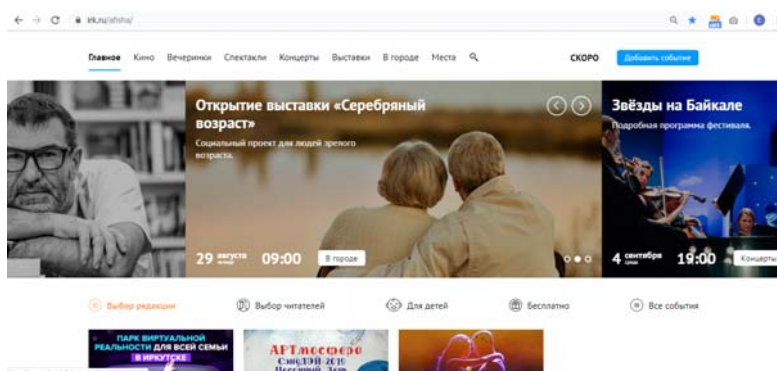 irk.ru/afisha/
Главное Кино Вечеринки Спектакли Концерты Выставки В городе Места СКОРО Добавить событие
Открытие выставки «Серебряный
возраст»
Социальный проект для людей зрелого
возраста.
29 августа 09:00 В городе
Звёзды на Байкале
Подробная программа фестиваля.
4 сентября среда 19:00 Концерты
Выбор редакции Выбор читателей Для детей Бесплатно Все события
ПАРК ВИРТУАЛЬНОЙ
РЕАЛЬНОСТИ ДЛЯ ВСЕЙ СЕМЬИ
В ИРКУТСКЕ
АРТмосфера